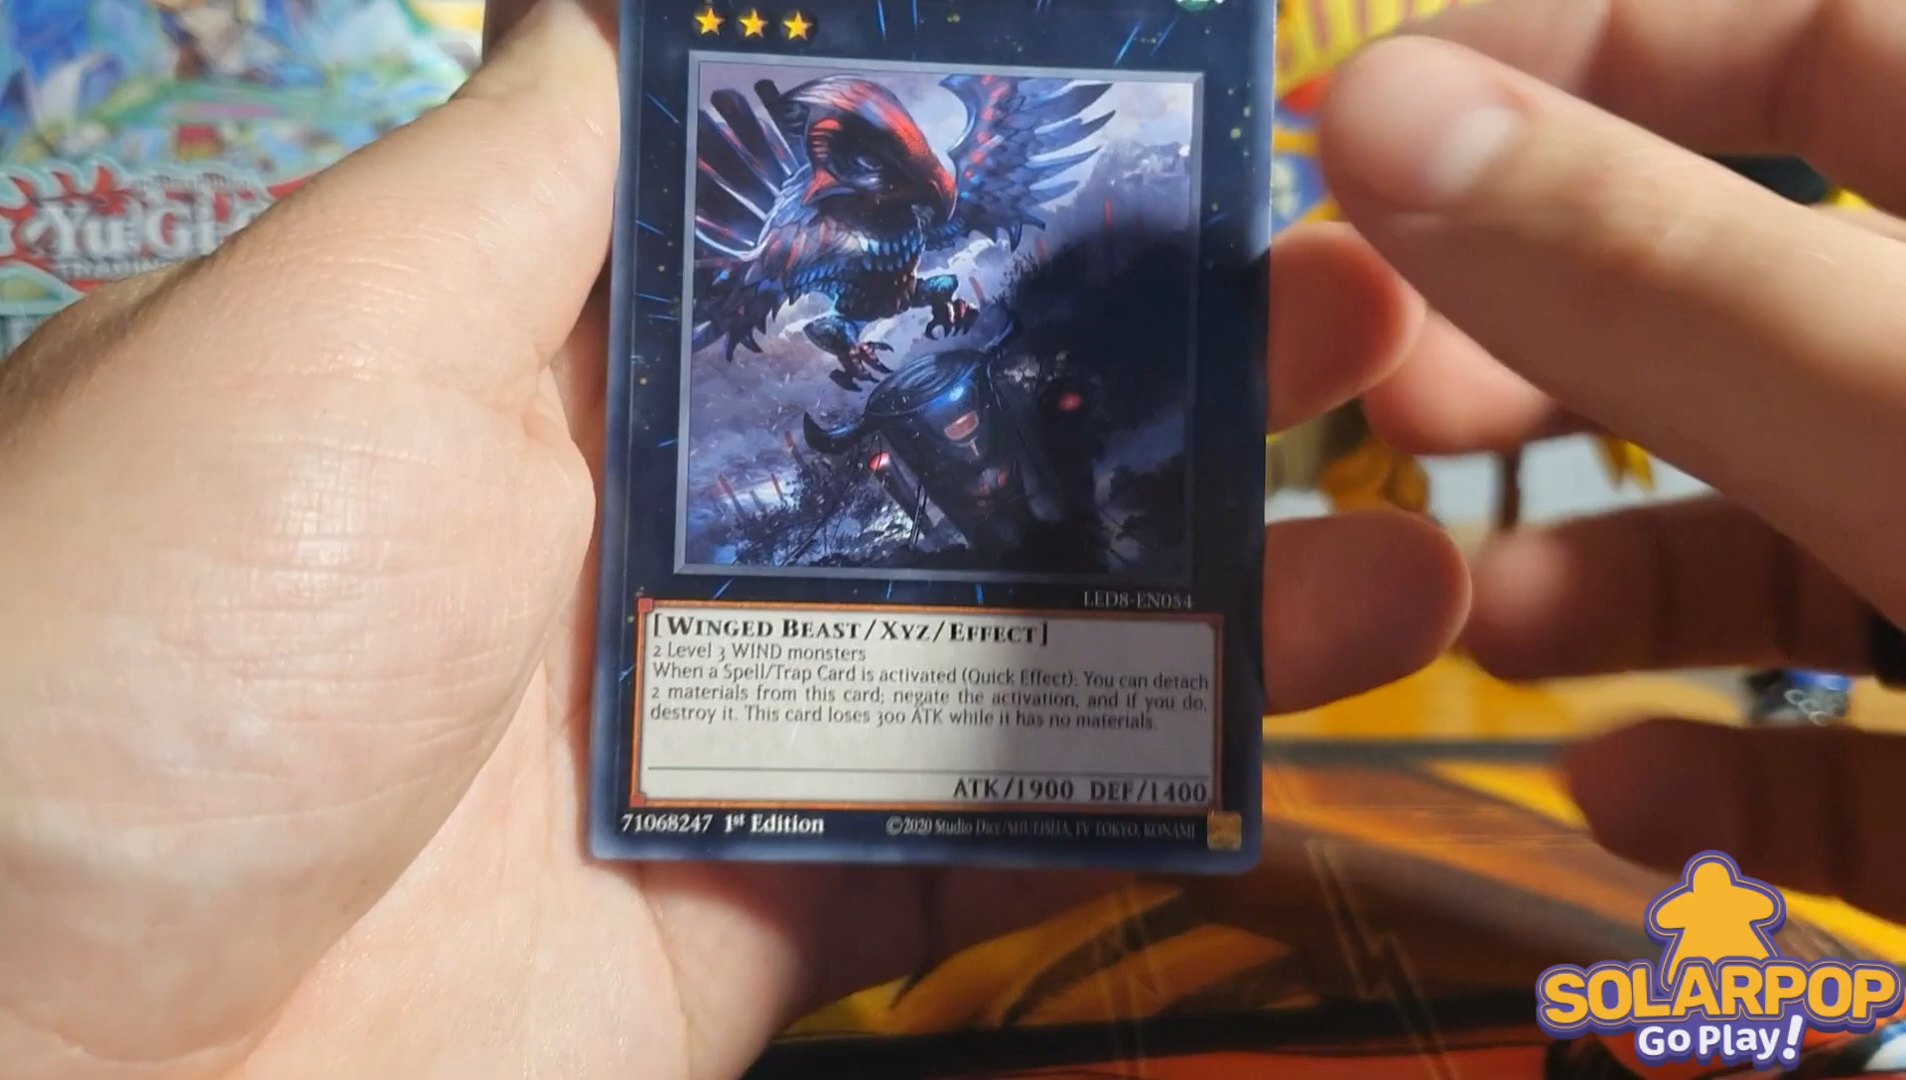 Yu-Gi
LED8-EN054
[WINGED BEAST/XYZ/EFFECT]
2 Level 3 WIND monsters
When a Spell/Trap Card is activated (Quick Effect): You can detach
2 materials from this card; negate the activation, and if you do,
destroy it. This card loses 300 ATK while it has no materials.
ATK/1900 DEF/1400
71068247 1st Edition
©2020 Studio Dice/SHUEISHA, TV TOKYO, KONAMI
SOLARPOP
Go Play!